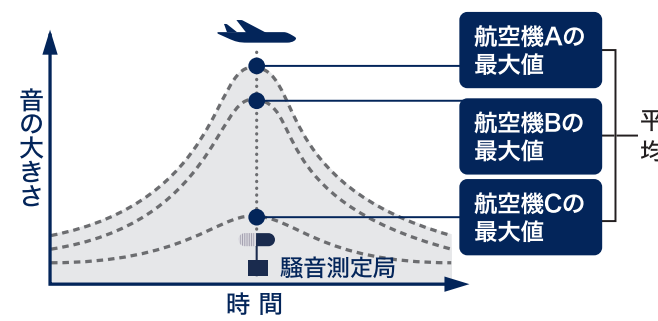 航空機Aの
最大値
航空機Bの
最大値
航空機Cの
最大値
平
均
音の大きさ
騒音測定局
時間